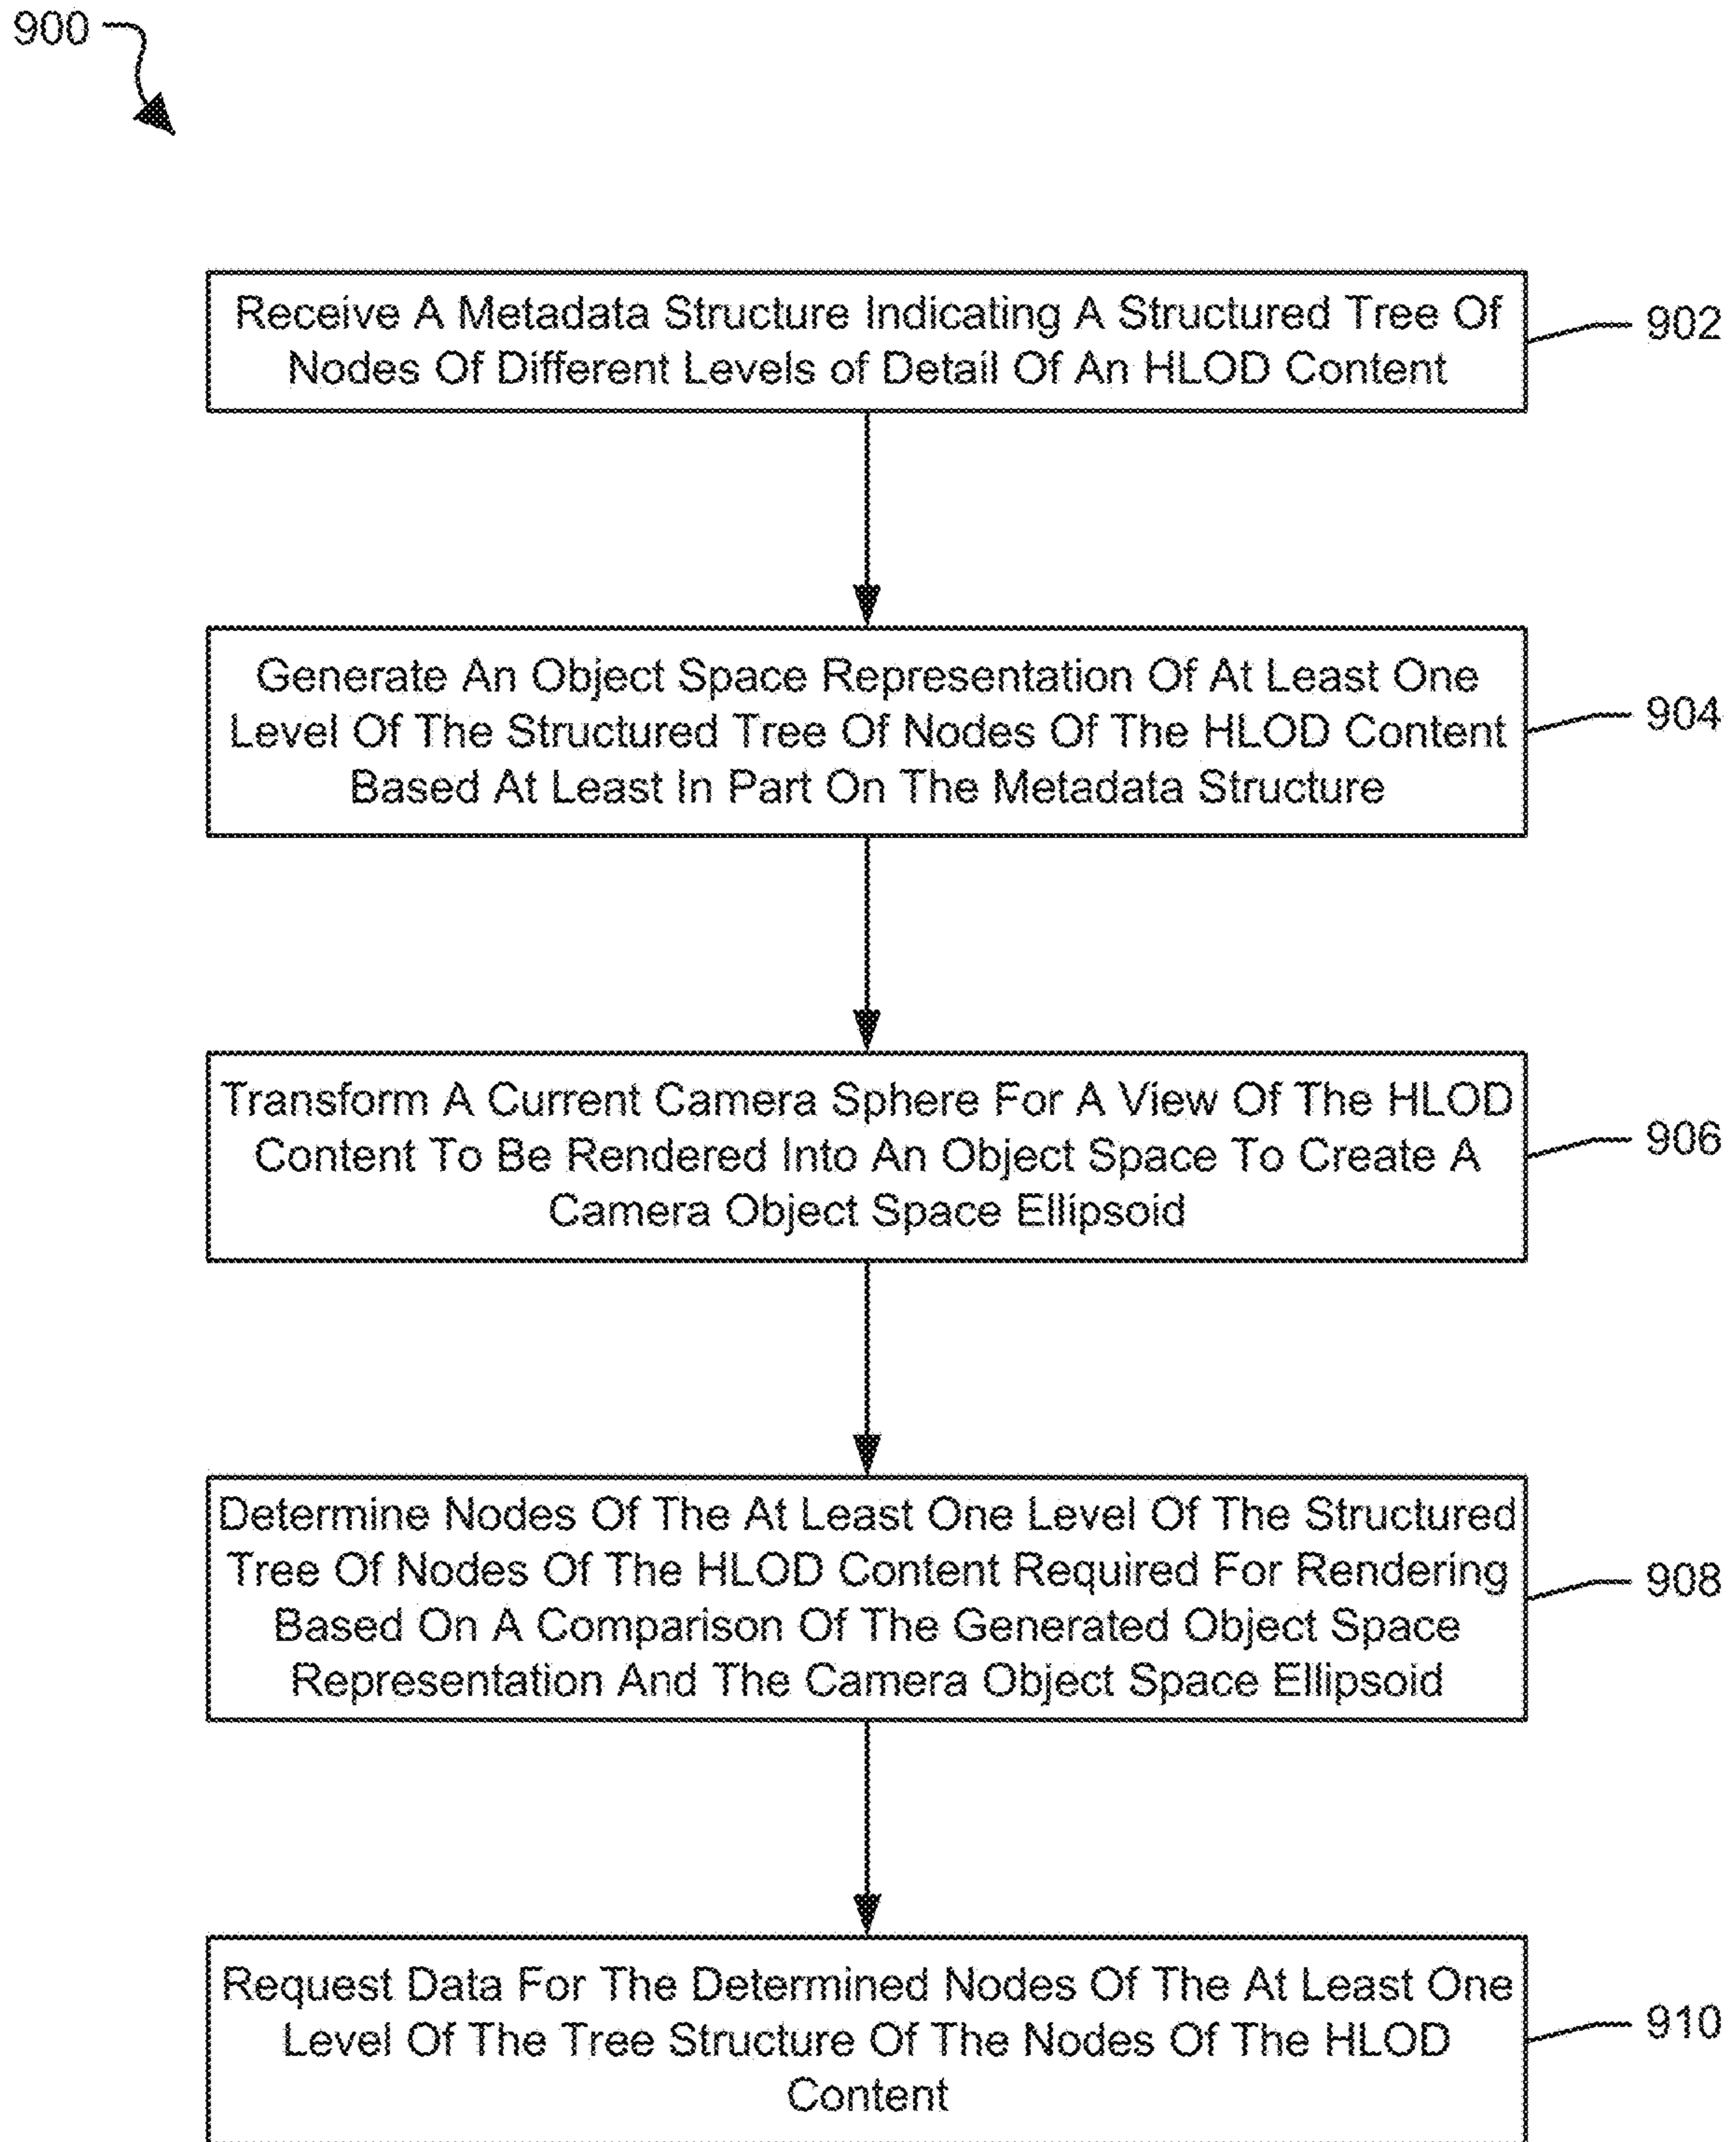 900
Receive A Metadata Structure Indicating A Structured Tree Of
Nodes Of Different Levels of Detail Of An HLOD Content
902
Generate An Object Space Representation Of At Least One
Level Of The Structured Tree Of Nodes Of The HLOD Content
Based At Least In Part On The Metadata Structure
904
Transform A Current Camera Sphere For A View Of The HLOD
Content To Be Rendered Into An Object Space To Create A
Camera Object Space Ellipsoid
906
Determine Nodes Of The At Least One Level Of The Structured
Tree Of Nodes Of The HLOD Content Required For Rendering
Based On A Comparison Of The Generated Object Space
Representation And The Camera Object Space Ellipsoid
908
Request Data For The Determined Nodes Of The At Least One
Level Of The Tree Structure Of The Nodes Of The HLOD
Content
910